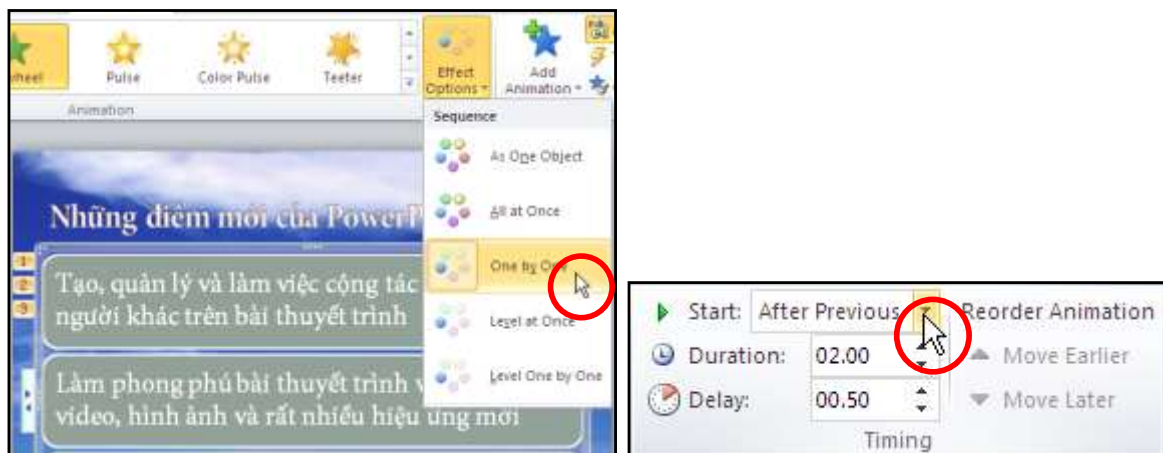 Pulse
Color Pulse
Teeter
Effect
Options
Add
Animation
Animation
Sequence
As One Object
All at Once
One by One
Level at Once
Level One by One
Những điểm mới của
1
2
3
Tạo, quản lý và làm việc cộng tác
người khác trên bài thuyết trình
Làm phong phú bài thuyết trình
video, hình ảnh và rất nhiều hiệu ứng mới
Start: After Previous
Reorder Animation
Duration: 02.00
Move Earlier
Delay: 00.50
Move Later
Timing